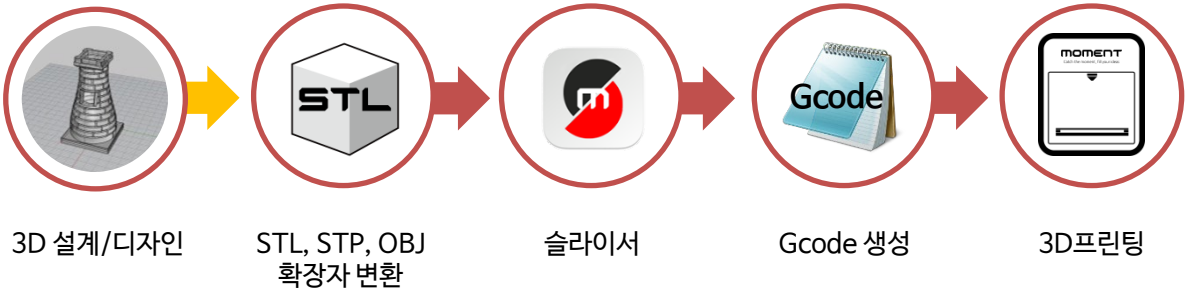 STL
m
Gcode
MOMENT
3D 설계/디자인
STL, STP, OBJ
확장자 변환
슬라이서
Gcode 생성
3D프린팅